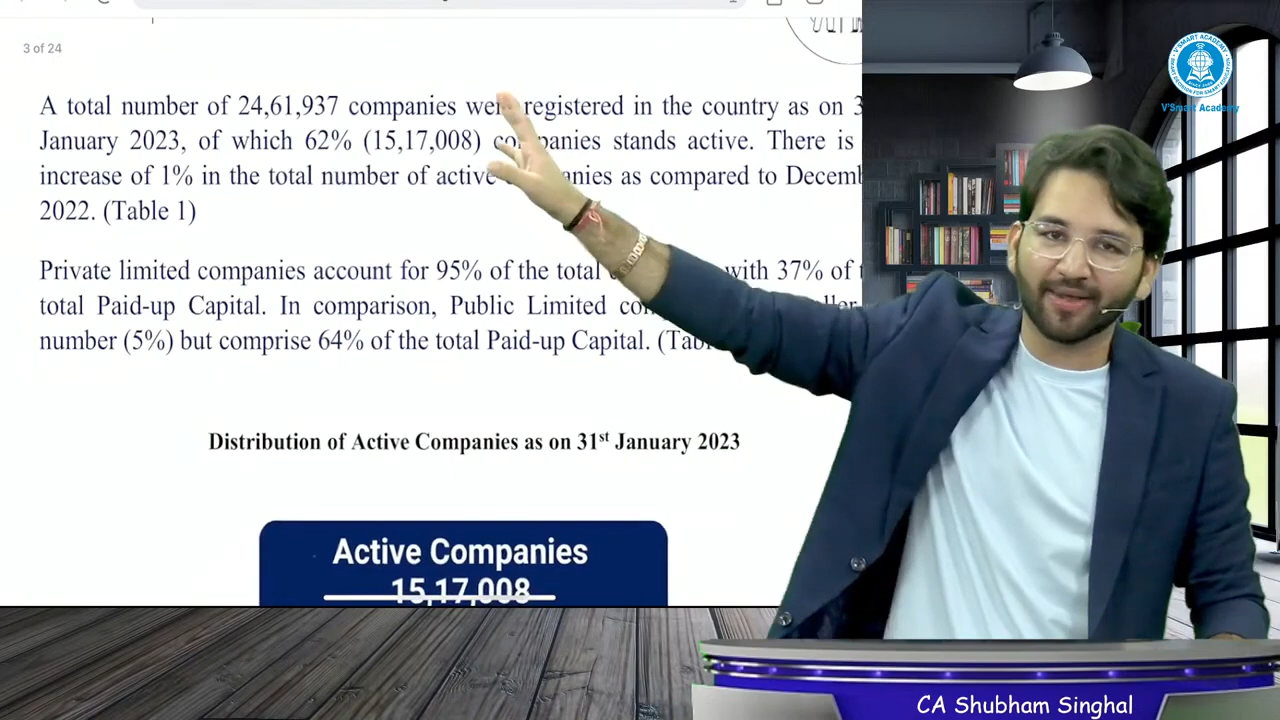 3 of 24
A total number of 24,61,937 companies were registered in the country as on
January 2023, of which 62% (15,17,008) companies stands active. There is
increase of 1% in the total number of active companies as compared to
2022. (Table 1)
Private limited companies account for 95% of the total with 37% of
total Paid-up Capital. In comparison, Public Limited
number (5%) but comprise 64% of the total Paid-up Capital.
Distribution of Active Companies as on 31st January 2023
Active Companies
15,17,008
V'SMART ACADEMY
V'Smart Academy
CA Shubham Singhal